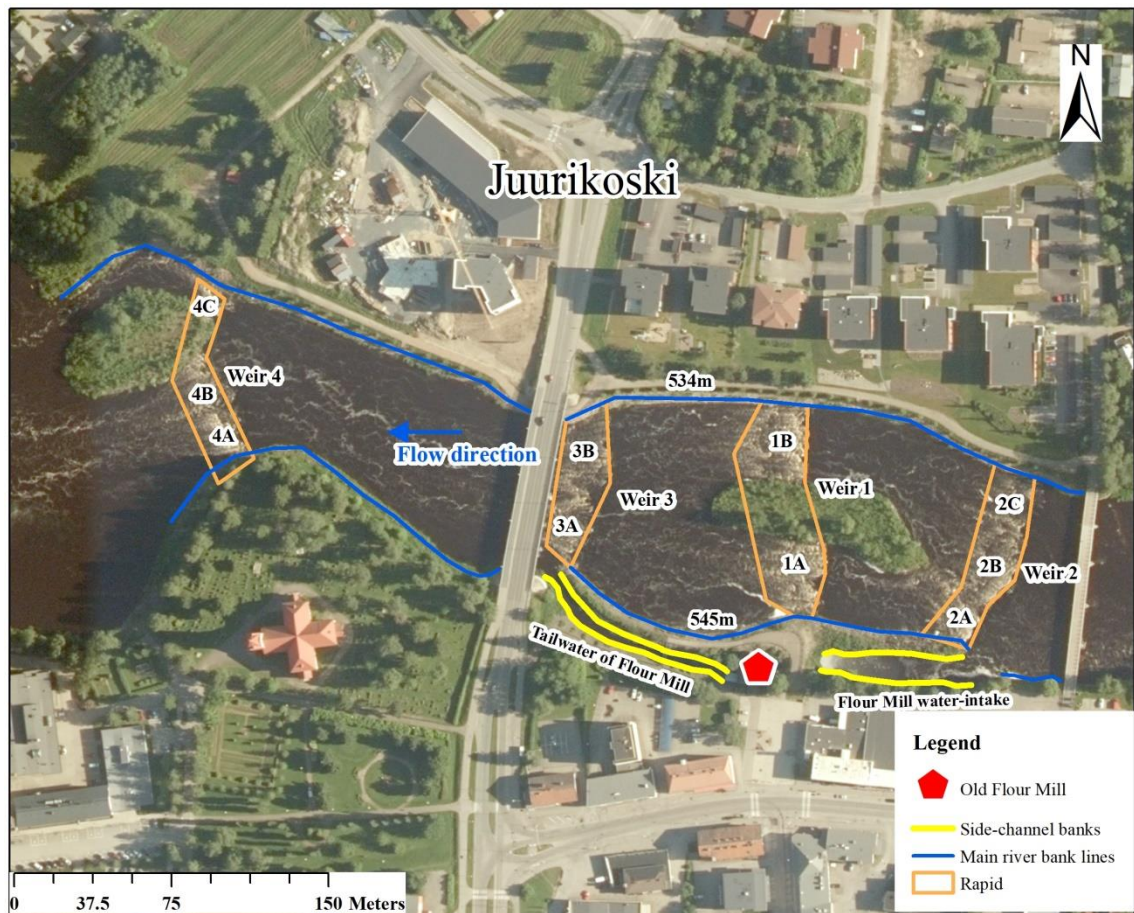 N
Juurikoski
4C
Weir 4
4B
4A
Flow direction
534m
3B
Weir 3
3A
1B
Weir 1
1A
2C
2B
Weir 2
2A
545m
Tailwater of Flour Mill
Flour Mill water-intake
Legend
Old Flour Mill
Side-channel banks
Main river bank lines
Rapid
0 37.5 75 150 Meters